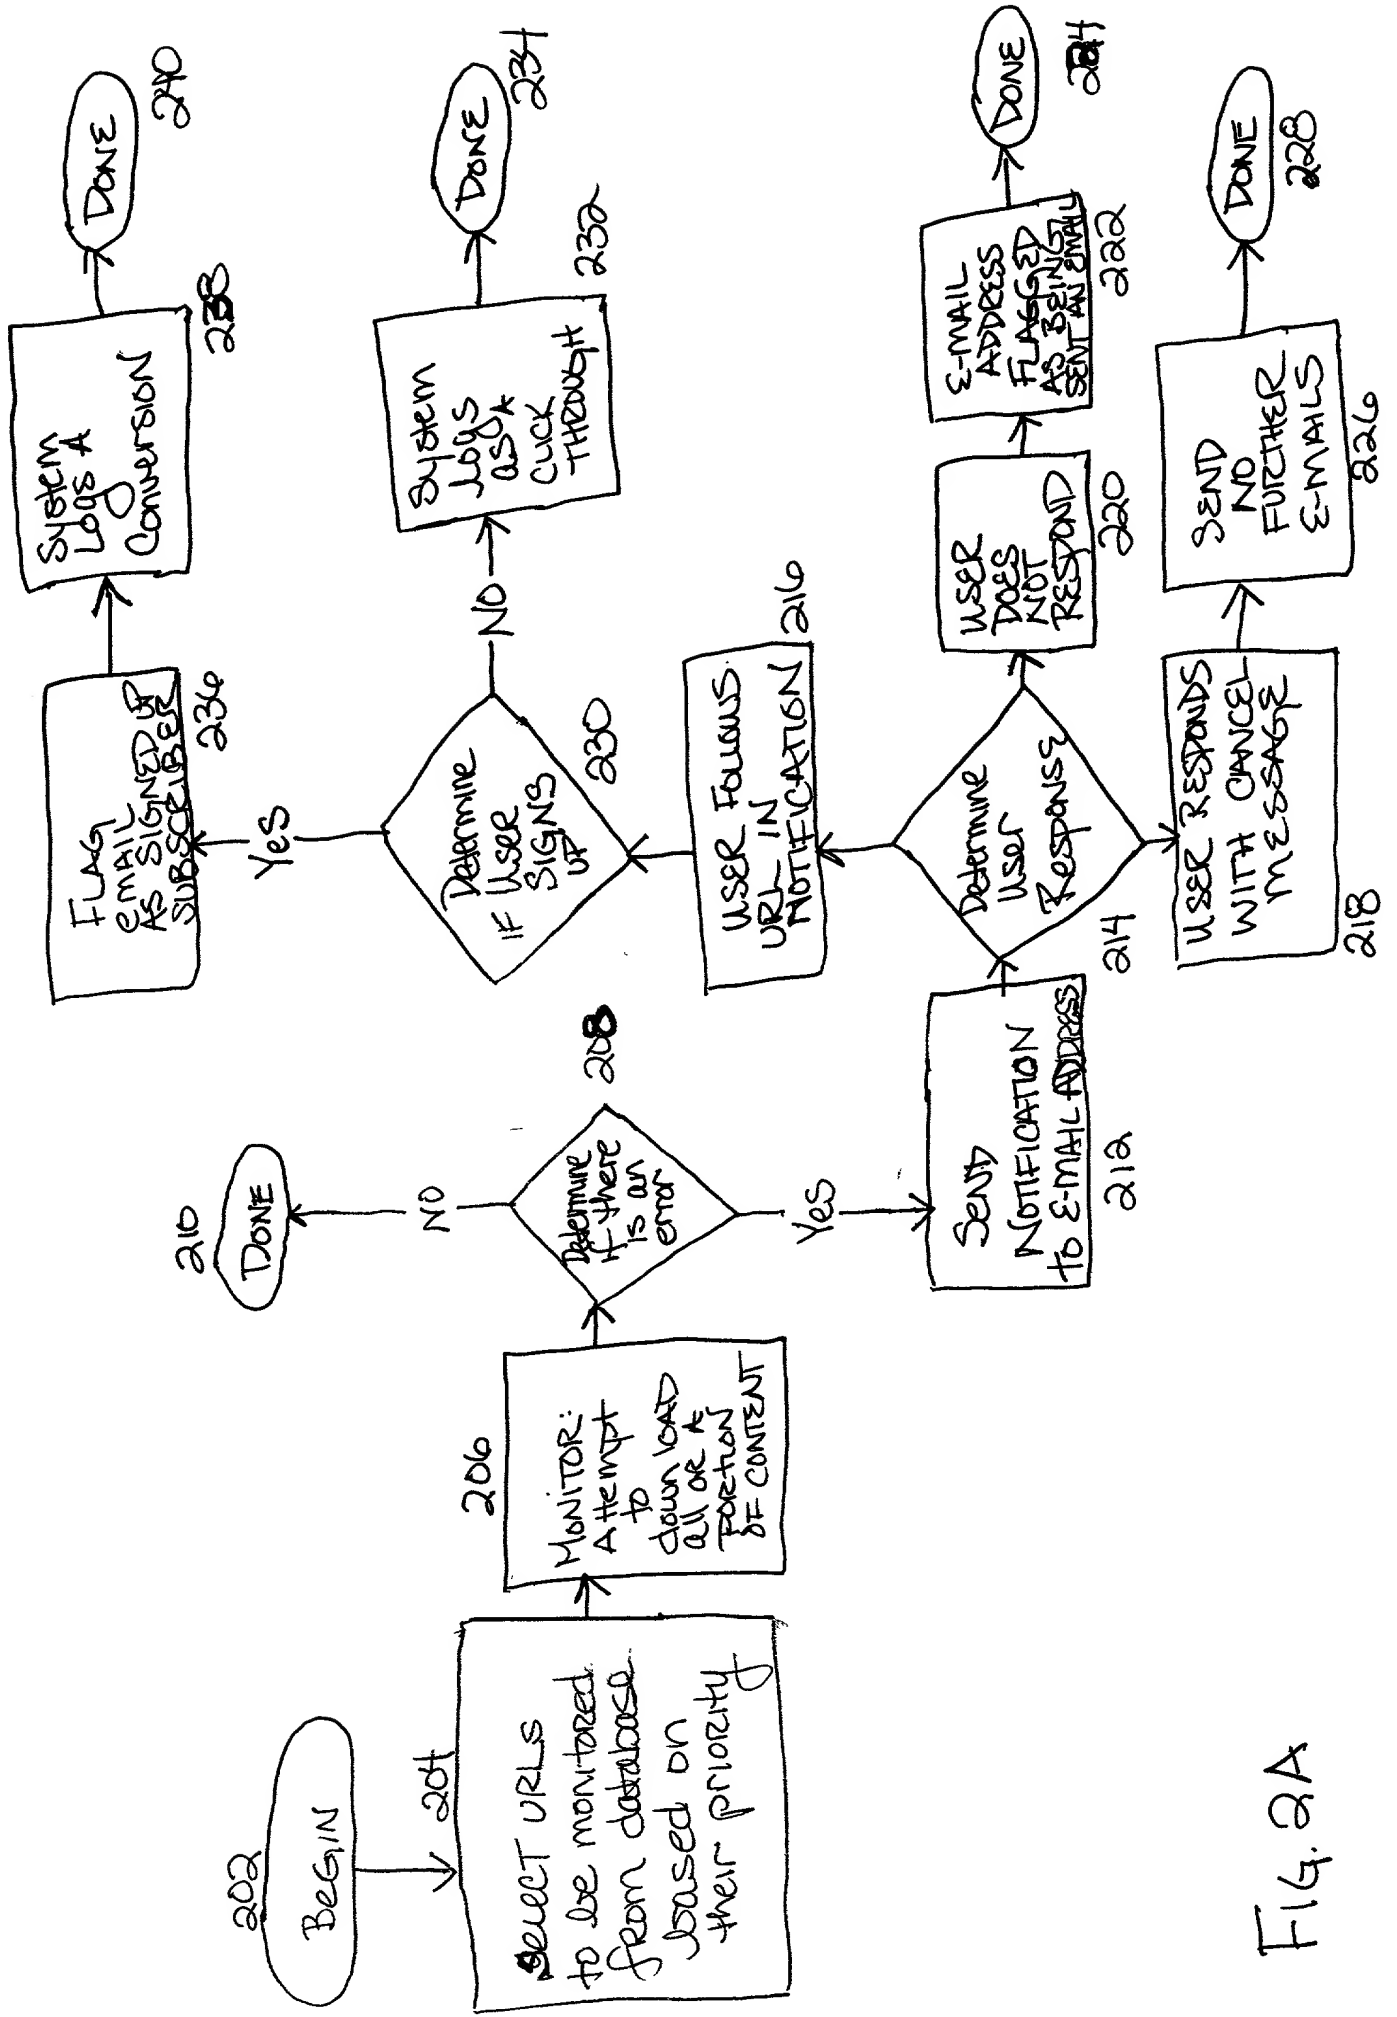 202
BEGIN
204
SELECT URLs
to be monitored
from database
based on
their priority
206
MONITOR:
Attempt
to
download
all OR A
PORTION
OF CONTENT
208
Determine
if there
is an
error
NO
210
DONE
Yes
SEND
NOTIFICATION
TO E-MAIL ADDRESS
212
Determine
User
Response
214
USER FOLLOWS
URL IN
NOTIFICATION
216
USER RESPONDS
WITH CANCEL
MESSAGE
218
USER
DOES
NOT
RESPOND
220
E-MAIL
ADDRESS
FLAGGED
AS BEING
SENT AN EMAIL
222
DONE
SEND
NO
FURTHER
E-MAILS
226
DONE
228
Determine
IF User
SIGNS
UP
230
NO
System
logs
as A
CLICK
THROUGH
232
DONE
234
Yes
FLAG
EMAIL
AS SIGNED UP
SUBSCRIBER
236
System
LOGS A
Conversion
238
DONE
240
FIG. 2A